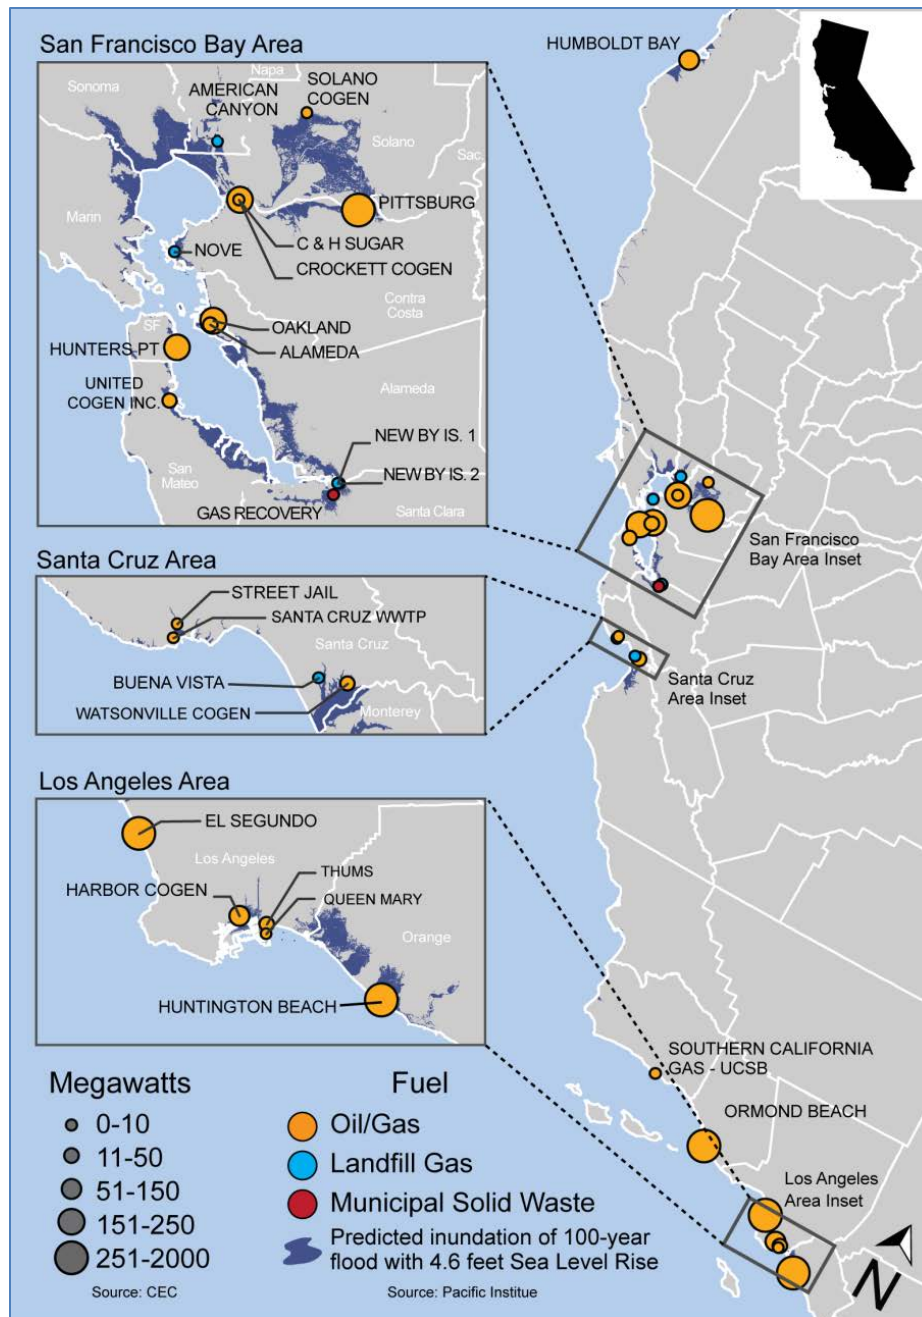 San Francisco Bay Area
HUMBOLDT BAY
Napa
Sonoma
AMERICAN
CANYON
SOLANO
COGEN
Solano
Sac.
Marin
PITTSBURG
C & H SUGAR
CROCKETT COGEN
NOVE
Contra
Costa
SF
OAKLAND
ALAMEDA
HUNTERS PT
UNITED
COGEN INC.
Alameda
NEW BY IS. 1
San
Mateo
NEW BY IS. 2
GAS RECOVERY
Santa Clara
San Francisco
Bay Area Inset
Santa Cruz Area
STREET JAIL
SANTA CRUZ WWTP
Santa Cruz
BUENA VISTA
WATSONVILLE COGEN
Monterey
Santa Cruz
Area Inset
Los Angeles Area
EL SEGUNDO
Los Angeles
HARBOR COGEN
THUMS
QUEEN MARY
Orange
HUNTINGTON BEACH
SOUTHERN CALIFORNIA
GAS - UCSB
ORMOND BEACH
Los Angeles
Area Inset
N
Megawatts
0-10
11-50
51-150
151-250
251-2000
Source: CEC
Fuel
Oil/Gas
Landfill Gas
Municipal Solid Waste
Predicted inundation of 100-year
flood with 4.6 feet Sea Level Rise
Source: Pacific Institue